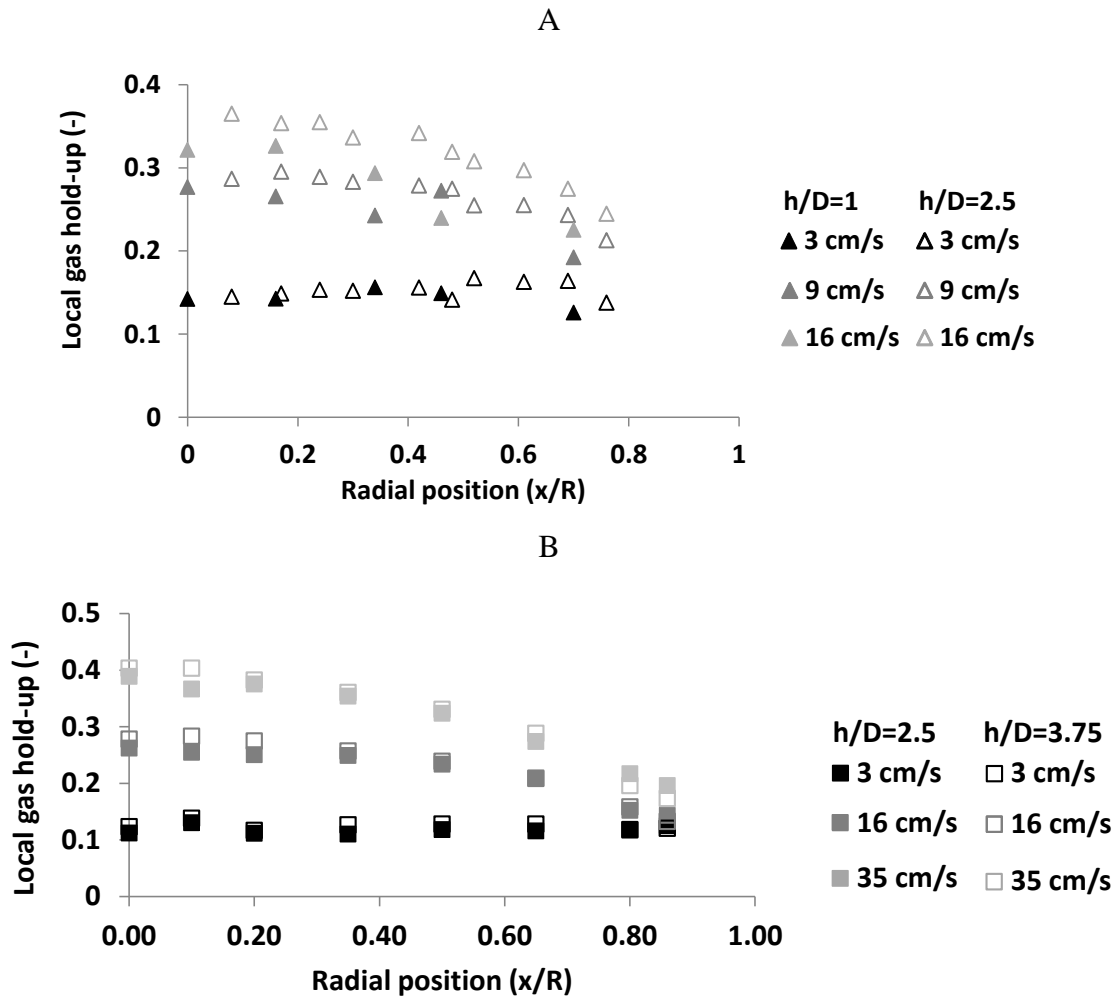 A
Local gas hold-up (-)
0.4
0.3
0.2
0.1
0
0 0.2 0.4 0.6 0.8 1
Radial position (x/R)
h/D=1 h/D=2.5
3 cm/s 3 cm/s
9 cm/s 9 cm/s
16 cm/s 16 cm/s
B
Local gas hold-up (-)
0.5
0.4
0.3
0.2
0.1
0
0.00 0.20 0.40 0.60 0.80 1.00
Radial position (x/R)
h/D=2.5 h/D=3.75
3 cm/s 3 cm/s
16 cm/s 16 cm/s
35 cm/s 35 cm/s